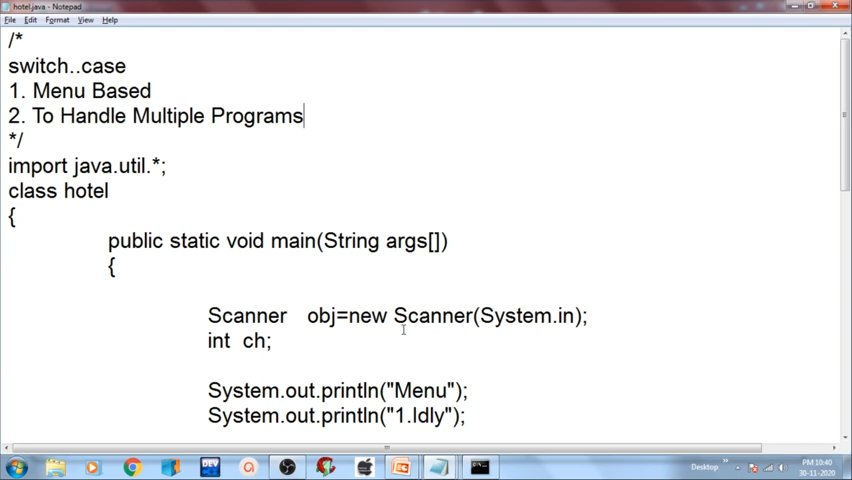 hotel.java - Notepad
File Edit Format View Help
/*
switch..case
1. Menu Based
2. To Handle Multiple Programs
*/
import java.util.*;
class hotel
{
public static void main(String args[])
{
Scanner obj=new Scanner(System.in);
int ch;
System.out.println("Menu");
System.out.println("1.Idly");
DEV
Desktop
PM 10:40
30-11-2020